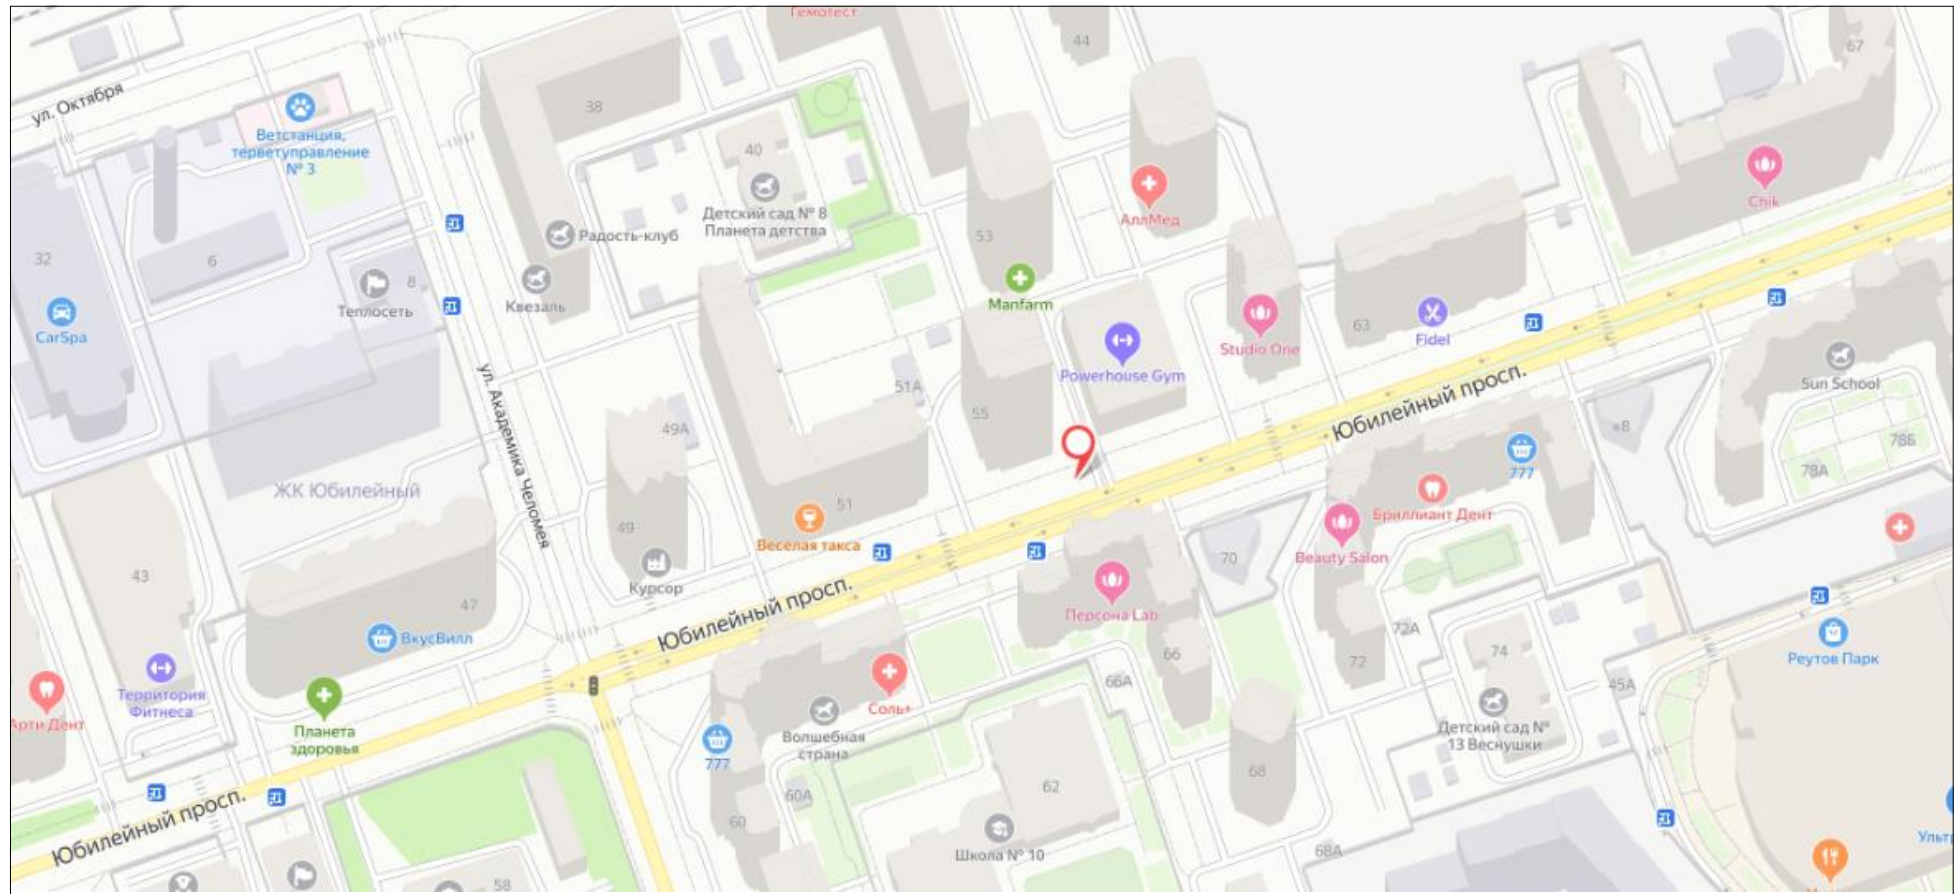 Гемотест
44
67
ул. Октября
38
Ветстанция,
терветуправление
№ 3
40
Chik
Детский сад № 8
Планета детства
АллМед
Радость-клуб
53
32
6
8
Теплосеть
Квезаль
Manfarm
CarSpa
63
Fidel
Studio One
Powerhouse Gym
Sun School
51А
55
Юбилейный просп.
ул. Академика Челомея
49А
78Б
78А
777
ЖК Юбилейный
51
Бриллиант Дент
49
Весёлая такса
Beauty Salon
70
43
Курсор
47
Юбилейный просп.
Персона Lab
ВкусВилл
72А
66
72
74
Реутов Парк
66А
45А
Территория
Фитнеса
Соль+
Арти Дент
Планета
здоровья
Волшебная
страна
Детский сад №
13 Веснушки
777
68
62
60А
Юбилейный просп.
60
Школа № 10
68А
58